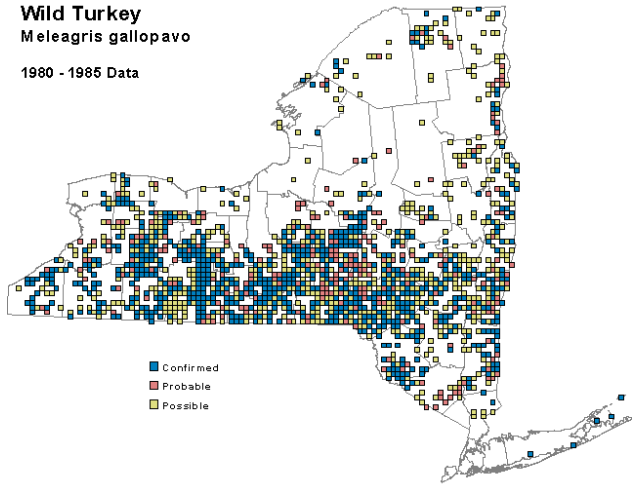 Wild Turkey
Meleagris gallopavo
1980 - 1985 Data
Confirmed
Probable
Possible